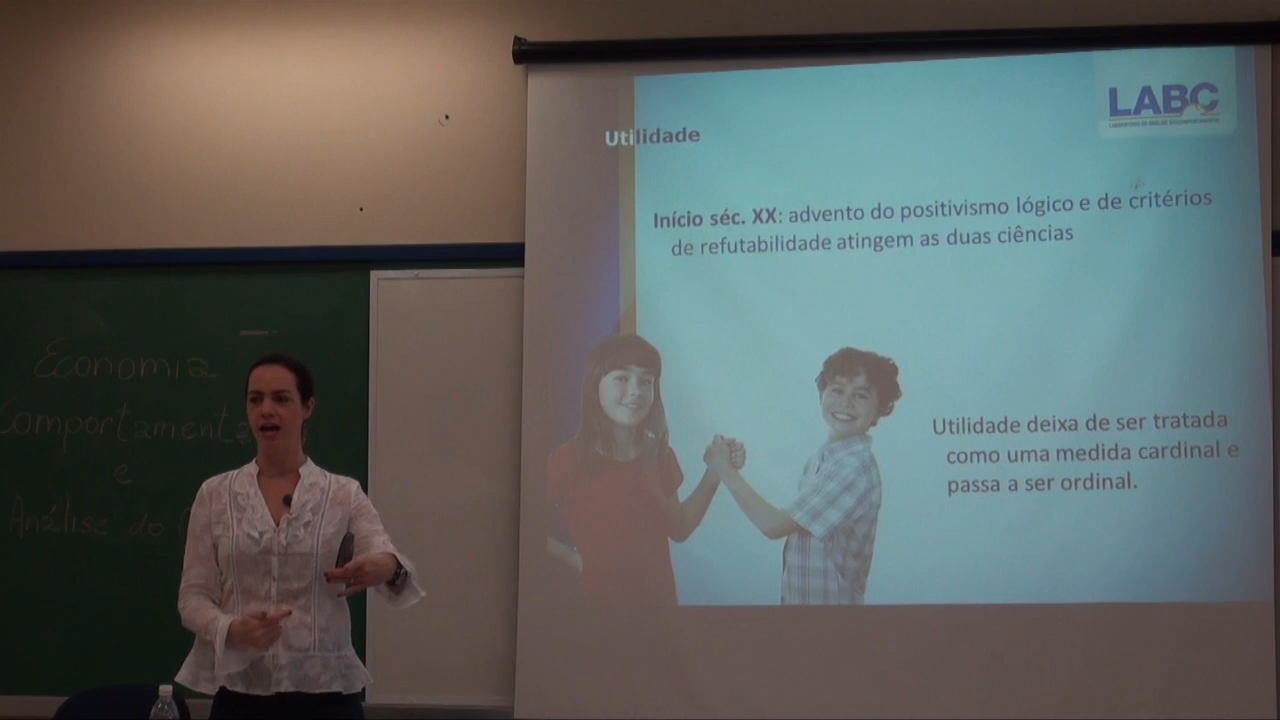 Economia
Comportamental
e
Análise do
Utilidade
LABC
Início séc. XX: advento do positivismo lógico e de critérios
de refutabilidade atingem as duas ciências
Utilidade deixa de ser tratada
como uma medida cardinal e
passa a ser ordinal.